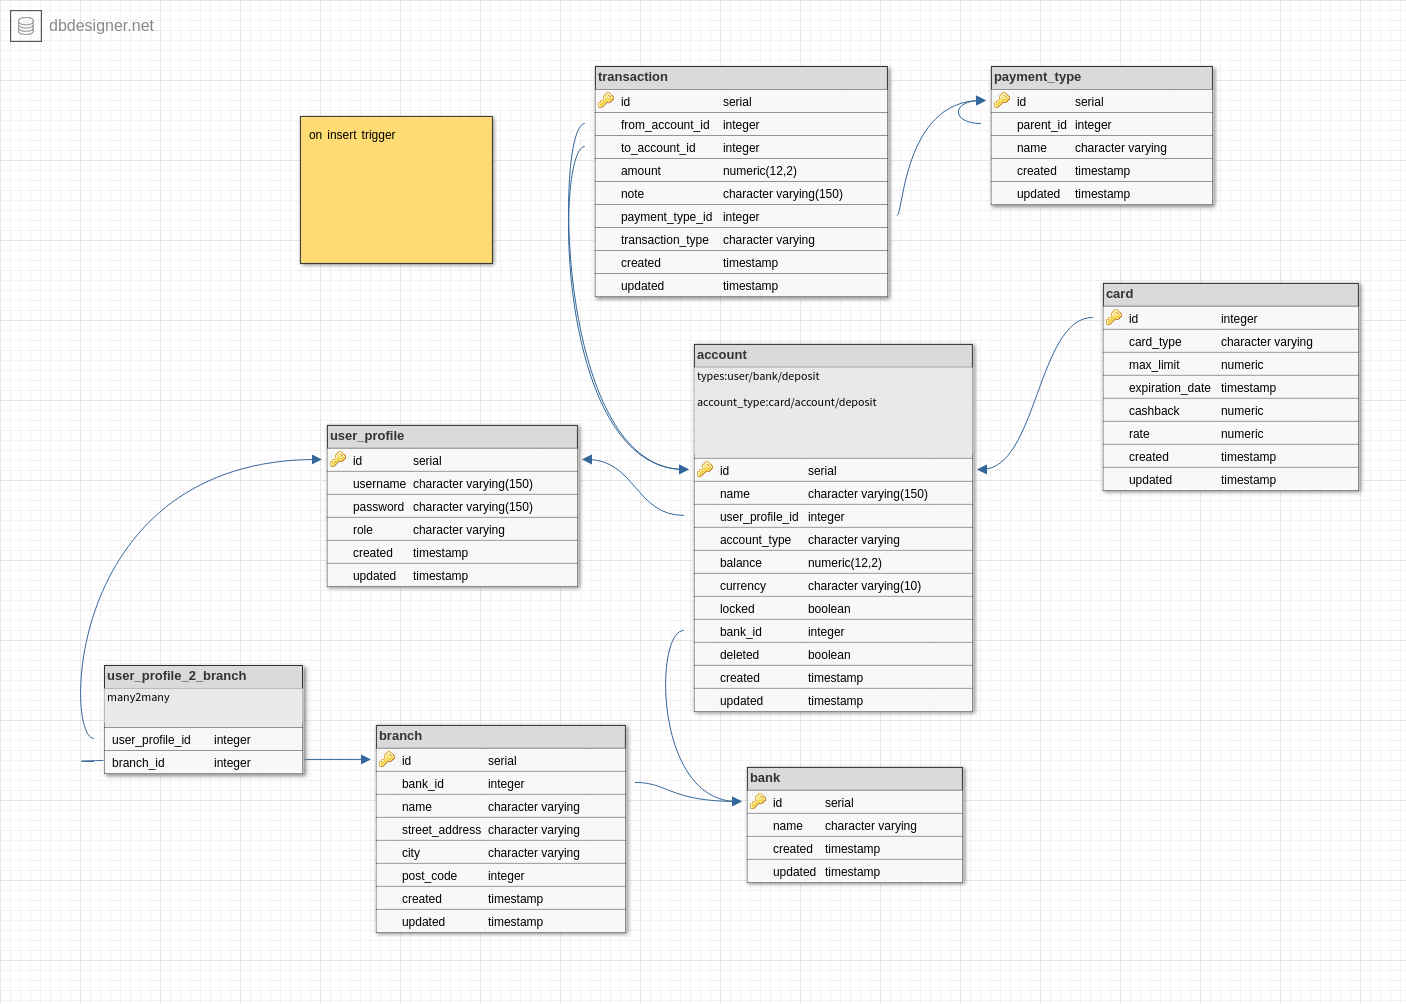 dbdesigner.net
on insert trigger
transaction
id serial
from_account_id integer
to_account_id integer
amount numeric(12,2)
note character varying(150)
payment_type_id integer
transaction_type character varying
created timestamp
updated timestamp
payment_type
id serial
parent_id integer
name character varying
created timestamp
updated timestamp
card
id integer
card_type character varying
max_limit numeric
expiration_date timestamp
cashback numeric
rate numeric
created timestamp
updated timestamp
account
types:user/bank/deposit
account_type:card/account/deposit
id serial
name character varying(150)
user_profile_id integer
account_type character varying
balance numeric(12,2)
currency character varying(10)
locked boolean
bank_id integer
deleted boolean
created timestamp
updated timestamp
user_profile
id serial
username character varying(150)
password character varying(150)
role character varying
created timestamp
updated timestamp
user_profile_2_branch
many2many
user_profile_id integer
branch_id integer
branch
id serial
bank_id integer
name character varying
street_address character varying
city character varying
post_code integer
created timestamp
updated timestamp
bank
id serial
name character varying
created timestamp
updated timestamp